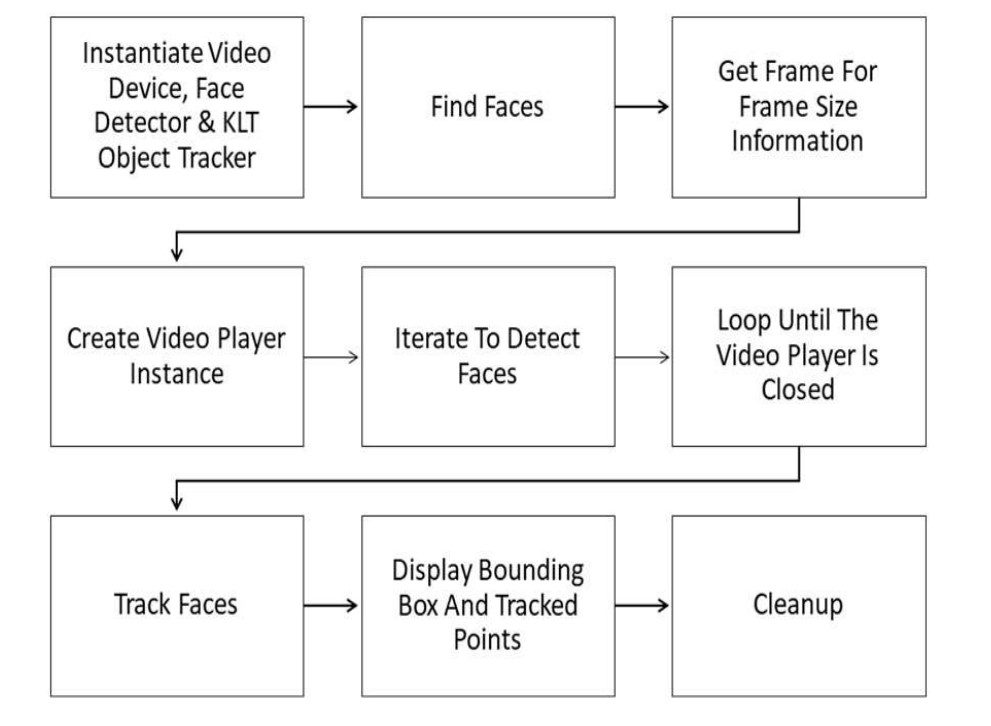 Instantiate Video
Device, Face
Detector & KLT
Object Tracker
Find Faces
Get Frame For
Frame Size
Information
Create Video Player
Instance
Iterate To Detect
Faces
Loop Until The
Video Player Is
Closed
Track Faces
Display Bounding
Box And Tracked
Points
Cleanup